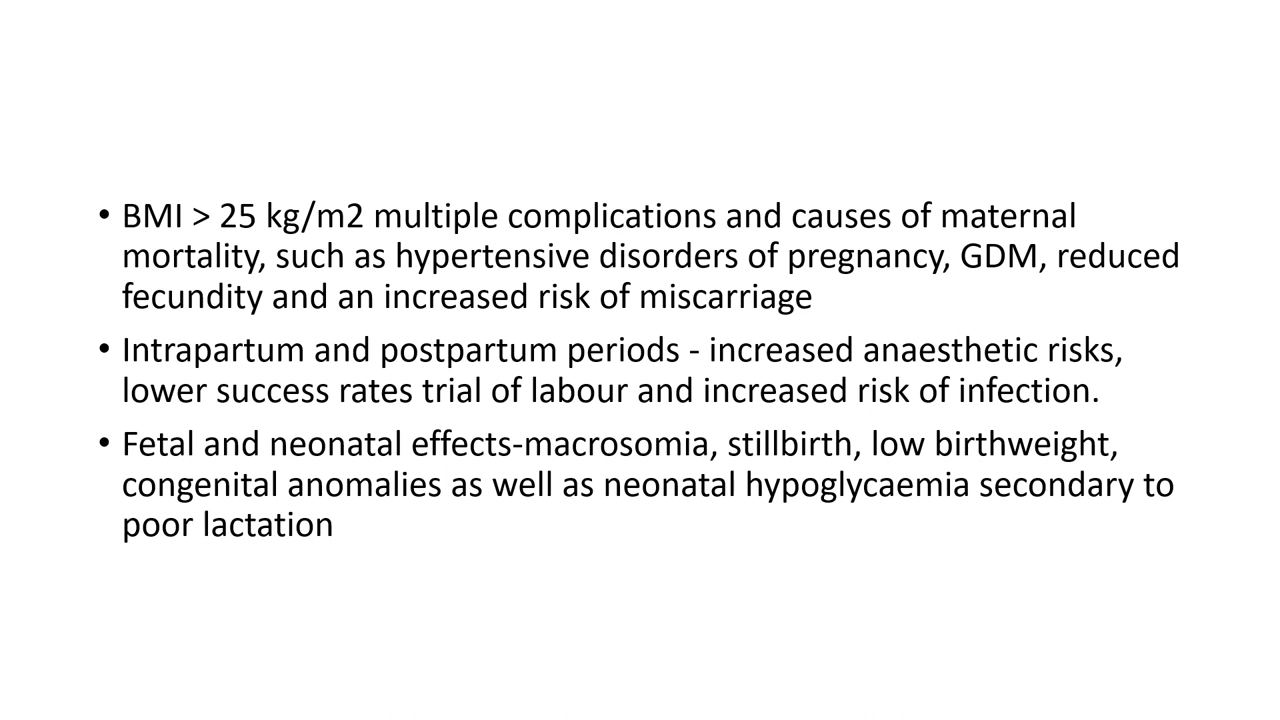 • BMI > 25 kg/m2 multiple complications and causes of maternal
mortality, such as hypertensive disorders of pregnancy, GDM, reduced
fecundity and an increased risk of miscarriage
• Intrapartum and postpartum periods - increased anaesthetic risks,
lower success rates trial of labour and increased risk of infection.
• Fetal and neonatal effects-macrosomia, stillbirth, low birthweight,
congenital anomalies as well as neonatal hypoglycaemia secondary to
poor lactation